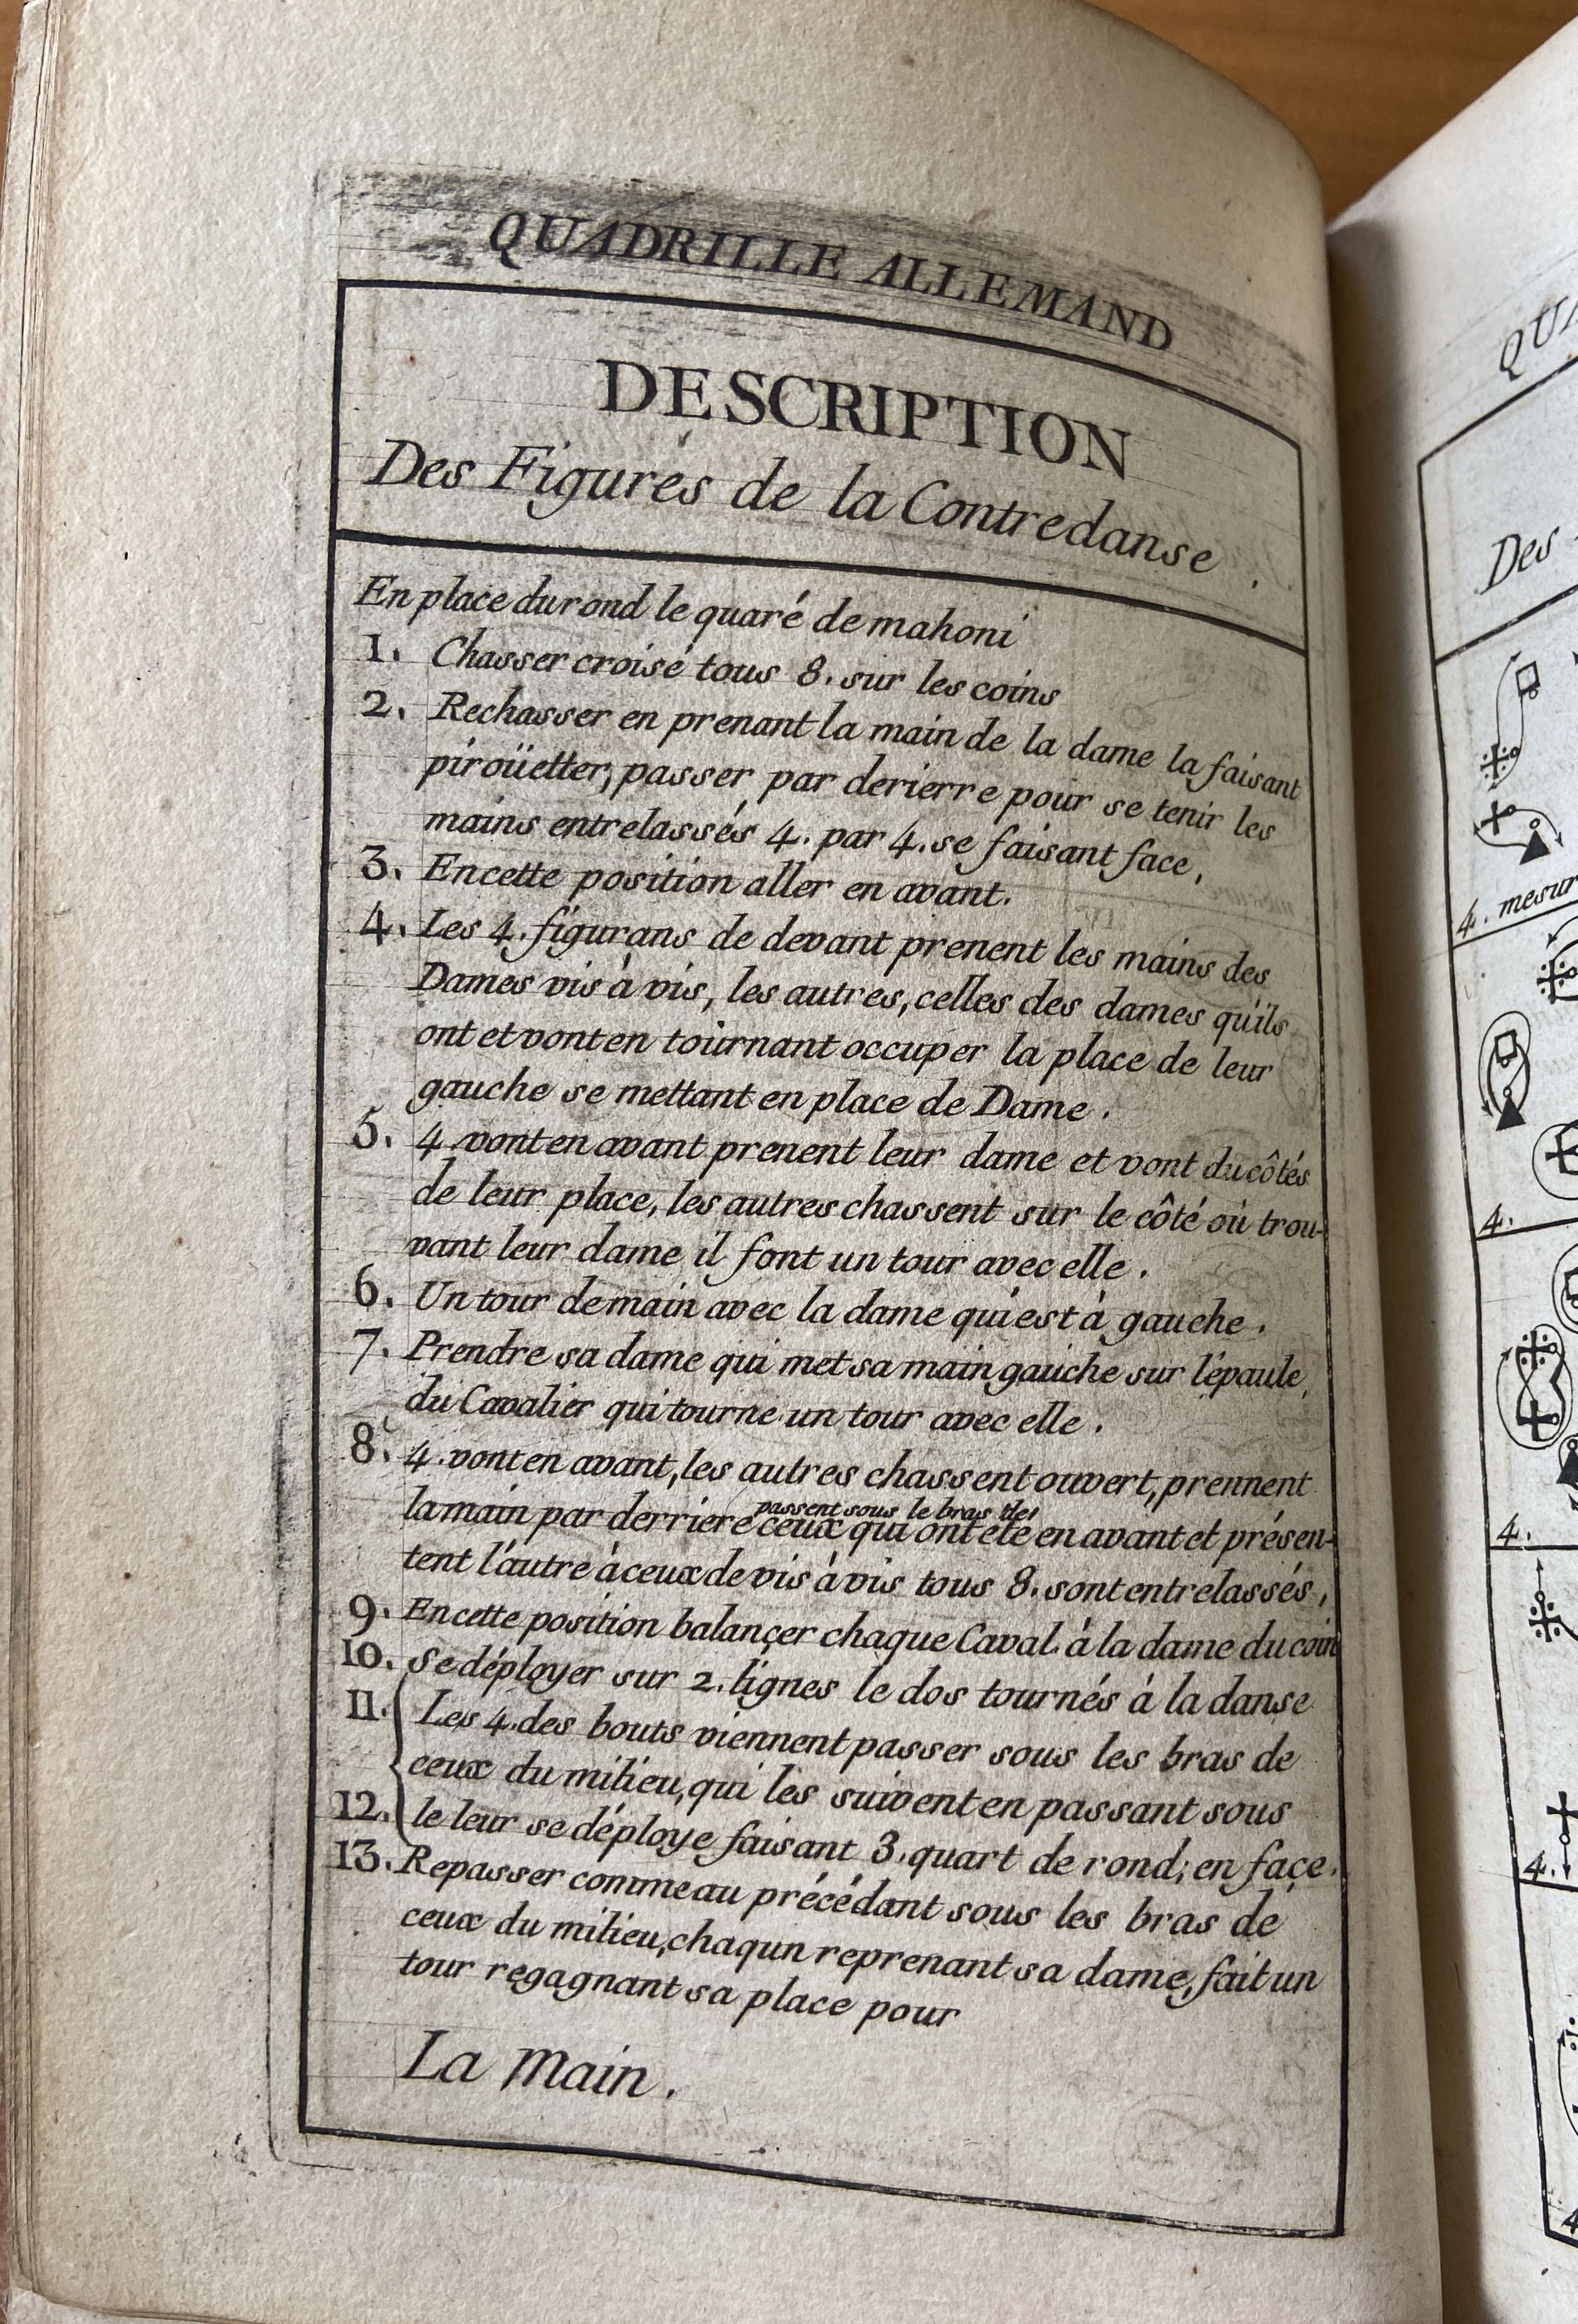 QUADRILLE ALLEMAND
DESCRIPTION
Des Figures de la Contredanse.
En place du rond le quaré de mahoni
1. Chasser croisé tous 8. sur les coins
2. Rechasser en prenant la main de la dame la faisant
piroüetter, passer par derierre pour se tenir les
mains entrelassés 4. par 4. se faisant face,
3. En cette position aller en avant.
4. Les 4. figurans de devant prenent les mains des
Dames vis à vis, les autres, celles des dames qu'ils
ont et vont en tournant occuper la place de leur
gauche se mettant en place de Dame.
5. 4 vont en avant prenent leur dame et vont du côtés
de leur place, les autres chassent sur le côté où trou-
vant leur dame il font un tour avec elle.
6. Un tour de main avec la dame qui est à gauche.
7. Prendre sa dame qui met sa main gauche sur l'épaule
du Cavalier qui tourne un tour avec elle.
8. 4. vont en avant, les autres chassent ouvert, prennent
passent sous le bras de
la main par derriere ceux qui ont été en avant et présen-
tent l'autre à ceux de vis à vis tous 8. sont entrelassés,
9. En cette position balançer chaque Caval. à la dame du coin
10. Se déployer sur 2. lignes le dos tournés à la danse
11. Les 4. des bouts viennent passer sous les bras de
ceux du milieu, qui les suivent en passant sous
12. le leur se déploye faisant 3. quart de rond; en façe.
13. Repasser comme au précédant sous les bras de
ceux du milieu, chaqun reprenant sa dame, fait un
tour regagnant sa place pour
La Main.
QU
Des
4. mesur
4.
4.
4.
4